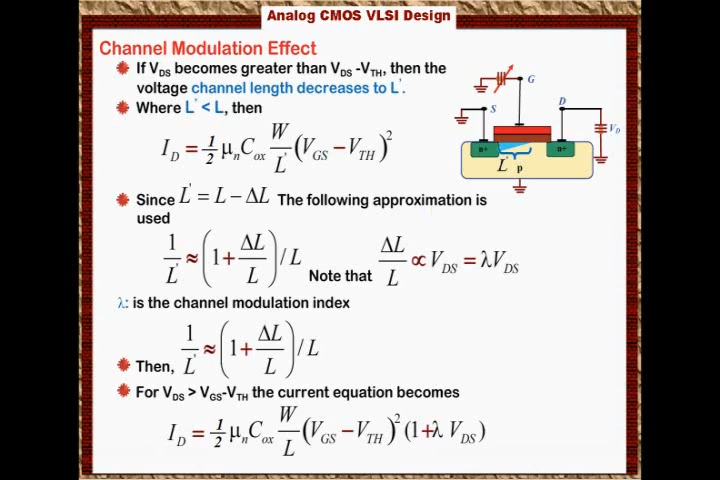 Analog CMOS VLSI Design
Channel Modulation Effect
If V_DS becomes greater than V_DS -V_TH, then the
voltage channel length decreases to L'.
Where L' < L, then
I_D = 1/2 μ_n C_ox W/L' (V_GS − V_TH)^2
G
S
D
V_D
n+
n+
L'
p
Since L' = L − ΔL The following approximation is
used
1/L' ≈ (1 + ΔL/L) / L Note that ΔL/L ∝ V_DS = λV_DS
λ: is the channel modulation index
Then, 1/L' ≈ (1 + ΔL/L) / L
For V_DS > V_GS-V_TH the current equation becomes
I_D = 1/2 μ_n C_ox W/L (V_GS − V_TH)^2 (1+λ V_DS)